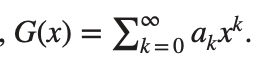 , G(x) = ∑_{k=0}^{∞} a_k x^k.